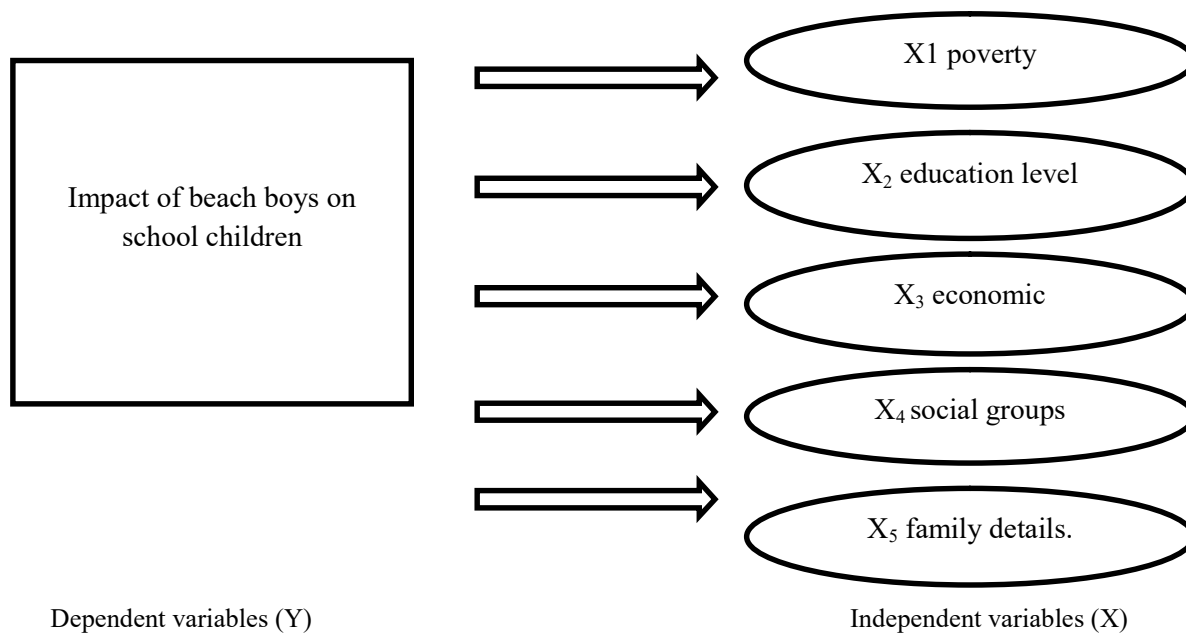 X1 poverty
X₂ education level
Impact of beach boys on
school children
X₃ economic
X₄ social groups
X₅ family details.
Dependent variables (Y)
Independent variables (X)